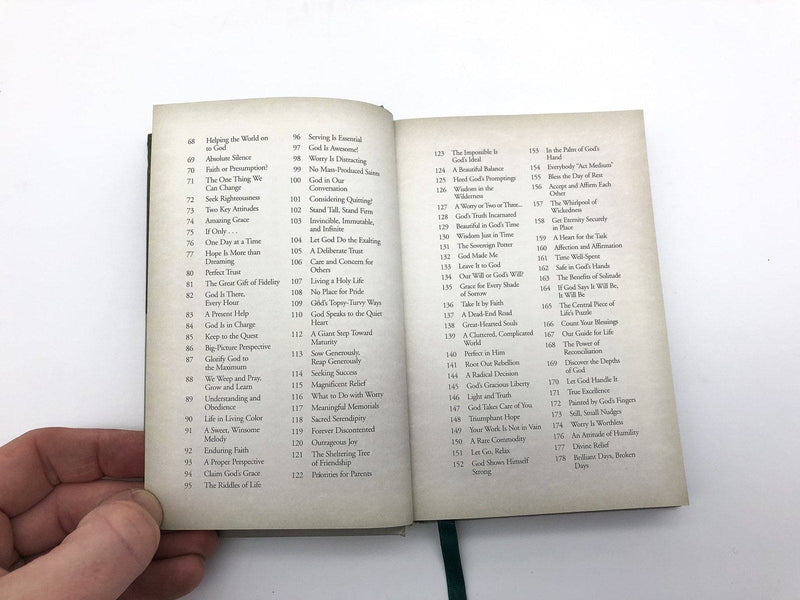 68 Helping the World on
to God
69 Absolute Silence
70 Faith or Presumption?
71 The One Thing We
Can Change
72 Seek Righteousness
73 Two Key Attitudes
74 Amazing Grace
75 If Only . . .
76 One Day at a Time
77 Hope Is More than
Dreaming
80 Perfect Trust
81 The Great Gift of Fidelity
82 God Is There,
Every Hour
83 A Present Help
84 God Is in Charge
85 Keep to the Quest
86 Big-Picture Perspective
87 Glorify God to
the Maximum
88 We Weep and Pray,
Grow and Learn
89 Understanding and
Obedience
90 Life in Living Color
91 A Sweet, Winsome
Melody
92 Enduring Faith
93 A Proper Perspective
94 Claim God's Grace
95 The Riddles of Life
96 Serving Is Essential
97 God Is Awesome!
98 Worry Is Distracting
99 No Mass-Produced Saints
100 God in Our
Conversation
101 Considering Quitting?
102 Stand Tall, Stand Firm
103 Invincible, Immutable,
and Infinite
104 Let God Do the Exalting
105 A Deliberate Trust
106 Care and Concern for
Others
107 Living a Holy Life
108 No Place for Pride
109 God's Topsy-Turvy Ways
110 God Speaks to the Quiet
Heart
112 A Giant Step Toward
Maturity
113 Sow Generously,
Reap Generously
114 Seeking Success
115 Magnificent Relief
116 What to Do with Worry
117 Meaningful Memorials
118 Sacred Serendipity
119 Forever Discontented
120 Outrageous Joy
121 The Sheltering Tree
of Friendship
122 Priorities for Parents
123 The Impossible Is
God's Ideal
124 A Beautiful Balance
125 Heed God's Promptings
126 Wisdom in the
Wilderness
127 A Worry or Two or Three...
128 God's Truth Incarnated
129 Beautiful in God's Time
130 Wisdom Just in Time
131 The Sovereign Potter
132 God Made Me
133 Leave It to God
134 Our Will or God's Will?
135 Grace for Every Shade
of Sorrow
136 Take It by Faith
137 A Dead-End Road
138 Great-Hearted Souls
139 A Cluttered, Complicated
World
140 Perfect in Him
141 Root Out Rebellion
144 A Radical Decision
145 God's Gracious Liberty
146 Light and Truth
147 God Takes Care of You
148 Triumphant Hope
149 Your Work Is Not in Vain
150 A Rare Commodity
151 Let Go, Relax
152 God Shows Himself
Strong
153 In the Palm of God's
Hand
154 Everybody "Act Medium"
155 Bless the Day of Rest
156 Accept and Affirm Each
Other
157 The Whirlpool of
Wickedness
158 Get Eternity Securely
in Place
159 A Heart for the Task
160 Affection and Affirmation
161 Time Well-Spent
162 Safe in God's Hands
163 The Benefits of Solitude
164 If God Says It Will Be,
It Will Be
165 The Central Piece of
Life's Puzzle
166 Count Your Blessings
167 Our Guide for Life
168 The Power of
Reconciliation
169 Discover the Depths
of God
170 Let God Handle It
171 True Excellence
172 Painted by God's Fingers
173 Still, Small Nudges
174 Worry Is Worthless
176 An Attitude of Humility
177 Divine Relief
178 Brilliant Days, Broken
Days